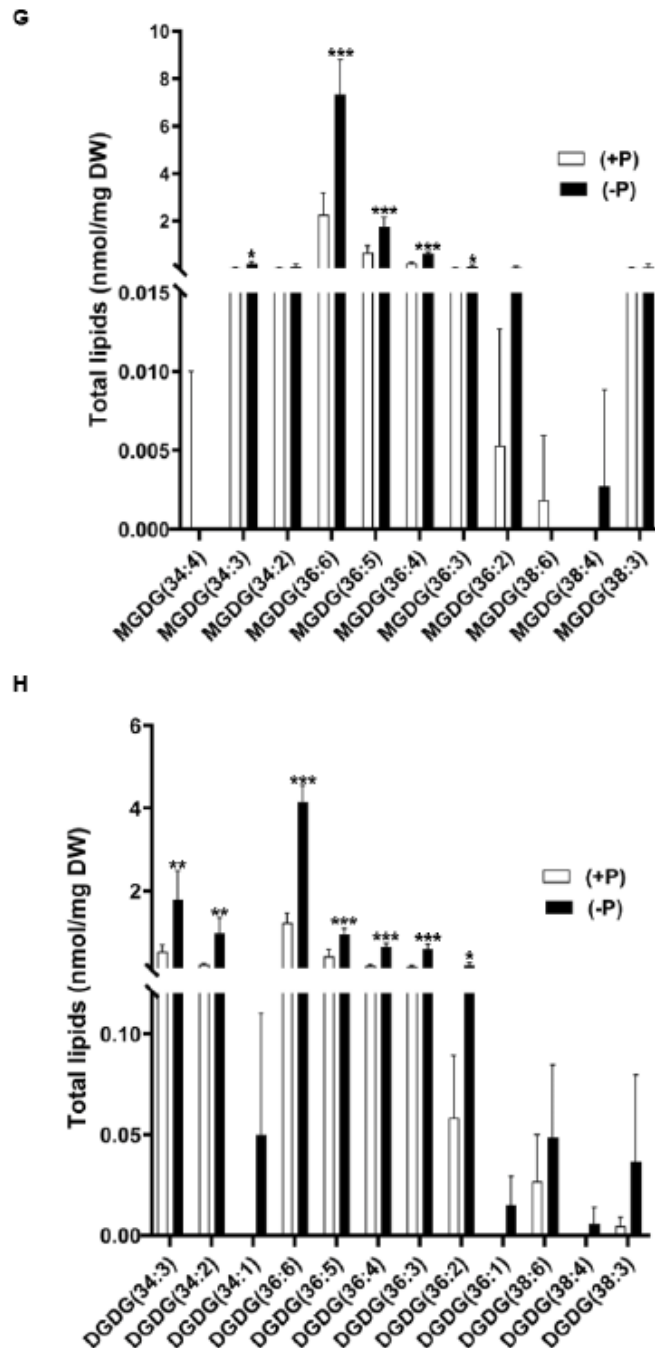 G
Total lipids (nmol/mg DW)
10
8
6
4
2
0.015
0.010
0.005
0.000
***
*
***
***
*
(+P)
(-P)
MGDG(34:4)
MGDG(34:3)
MGDG(34:2)
MGDG(36:6)
MGDG(36:5)
MGDG(36:4)
MGDG(36:3)
MGDG(36:2)
MGDG(38:6)
MGDG(38:4)
MGDG(38:3)
H
Total lipids (nmol/mg DW)
6
4
2
0.10
0.05
0.00
**
**
***
***
***
***
*
(+P)
(-P)
DGDG(34:3)
DGDG(34:2)
DGDG(34:1)
DGDG(36:6)
DGDG(36:5)
DGDG(36:4)
DGDG(36:3)
DGDG(36:2)
DGDG(36:1)
DGDG(38:6)
DGDG(38:4)
DGDG(38:3)